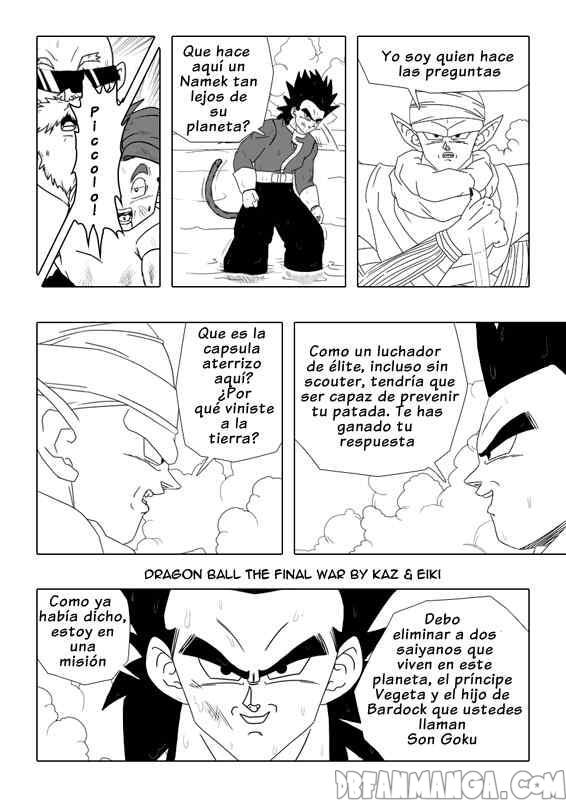 Piccolo!
Que hace
aquí un
Namek tan
lejos de
su
planeta?
Yo soy quien hace
las preguntas
Que es la
capsula
aterrizo
aquí?
¿Por
qué viniste
a la
tierra?
Como un luchador
de élite, incluso sin
scouter, tendría que
ser capaz de prevenir
tu patada. Te has
ganado tu
respuesta
DRAGON BALL THE FINAL WAR BY KAZ & EIKI
Como ya
había dicho,
estoy en
una
misión
Debo
eliminar a dos
saiyanos que
viven en este
planeta, el príncipe
Vegeta y el hijo de
Bardock que ustedes
llaman
Son Goku
DBFANMANGA.COM